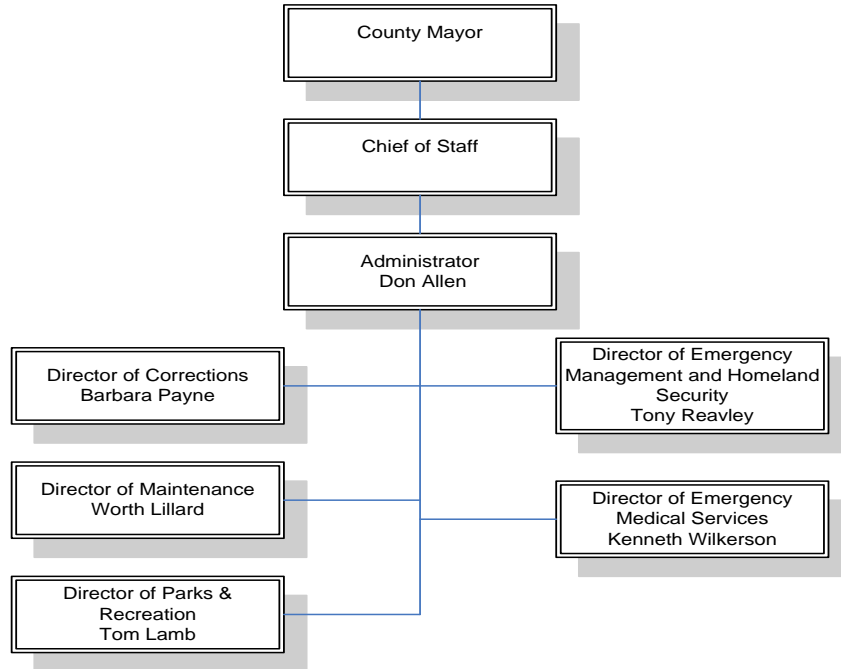 County Mayor
Chief of Staff
Administrator
Don Allen
Director of Corrections
Barbara Payne
Director of Emergency
Management and Homeland
Security
Tony Reavley
Director of Maintenance
Worth Lillard
Director of Emergency
Medical Services
Kenneth Wilkerson
Director of Parks &
Recreation
Tom Lamb